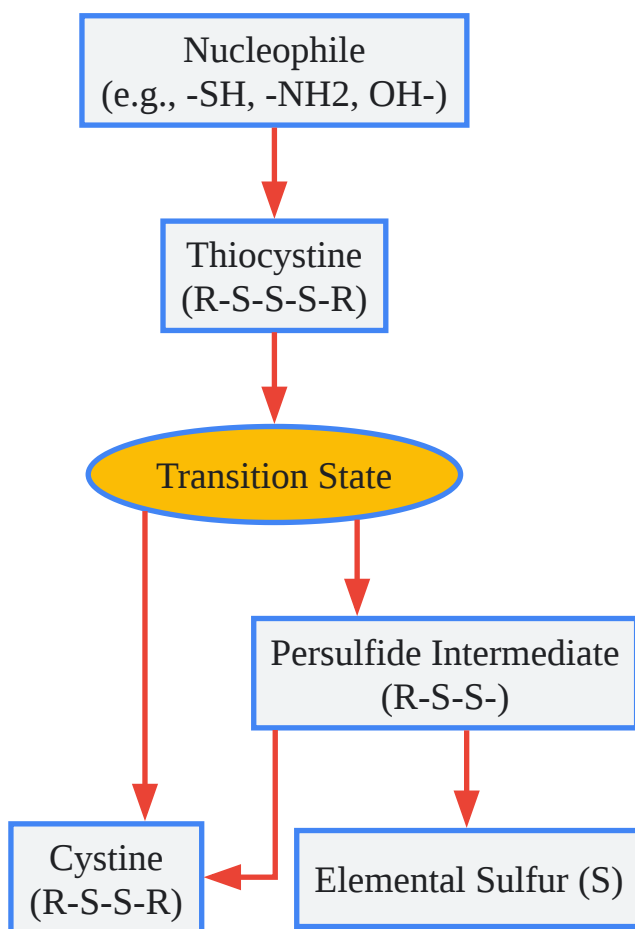 Nucleophile
(e.g., -SH, -NH2, OH-)
Thiocystine
(R-S-S-S-R)
Transition State
Persulfide Intermediate
(R-S-S-)
Cystine
(R-S-S-R)
Elemental Sulfur (S)